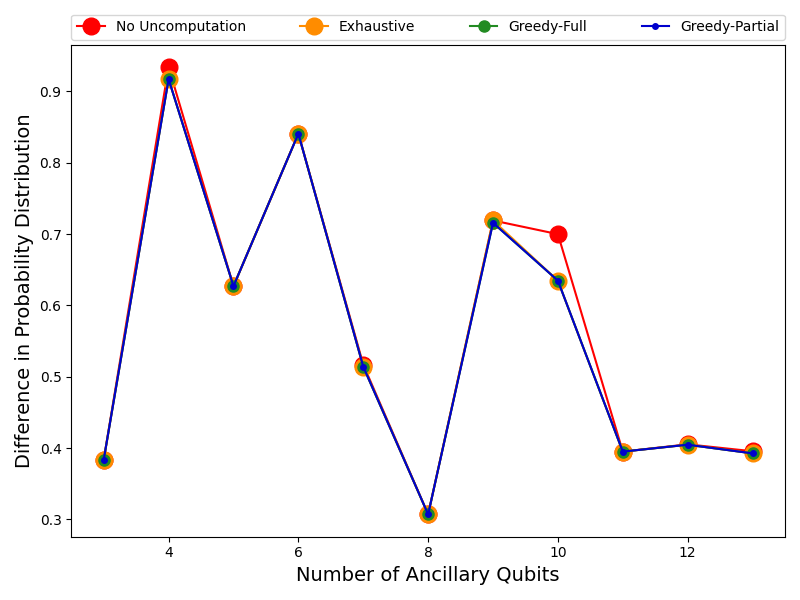 No Uncomputation Exhaustive Greedy-Full Greedy-Partial
Difference in Probability Distribution
0.9
0.8
0.7
0.6
0.5
0.4
0.3
4 6 8 10 12
Number of Ancillary Qubits